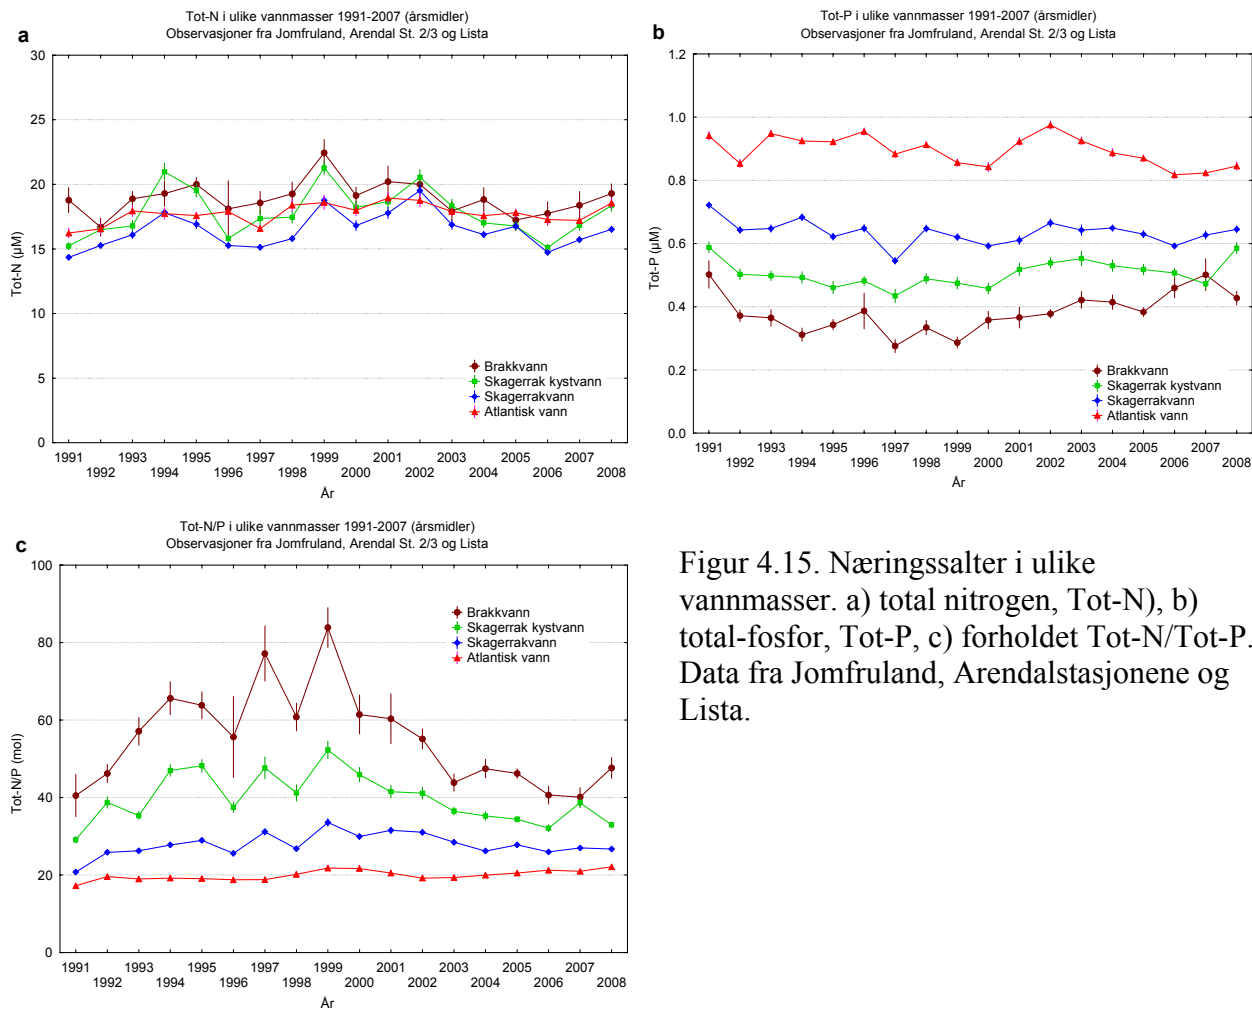 Tot-N i ulike vannmasser 1991-2007 (årsmidler)
Observasjoner fra Jomfruland, Arendal St. 2/3 og Lista
a
30
25
20
15
10
5
0
Tot-N (µM)
Brakkvann
Skagerrak kystvann
Skagerrakvann
Atlantisk vann
1991 1993 1995 1997 1999 2001 2003 2005 2007
1992 1994 1996 1998 2000 2002 2004 2006 2008
År
Tot-P i ulike vannmasser 1991-2007 (årsmidler)
Observasjoner fra Jomfruland, Arendal St. 2/3 og Lista
b
1.2
1.0
0.8
0.6
0.4
0.2
0.0
Tot-P (µM)
Brakkvann
Skagerrak kystvann
Skagerrakvann
Atlantisk vann
1991 1993 1995 1997 1999 2001 2003 2005 2007
1992 1994 1996 1998 2000 2002 2004 2006 2008
År
Tot-N/P i ulike vannmasser 1991-2007 (årsmidler)
Observasjoner fra Jomfruland, Arendal St. 2/3 og Lista
c
100
80
60
40
20
0
Tot-N/P (mol)
Brakkvann
Skagerrak kystvann
Skagerrakvann
Atlantisk vann
1991 1993 1995 1997 1999 2001 2003 2005 2007
1992 1994 1996 1998 2000 2002 2004 2006 2008
År
Figur 4.15. Næringssalter i ulike
vannmasser. a) total nitrogen, Tot-N), b)
total-fosfor, Tot-P, c) forholdet Tot-N/Tot-P.
Data fra Jomfruland, Arendalstasjonene og
Lista.